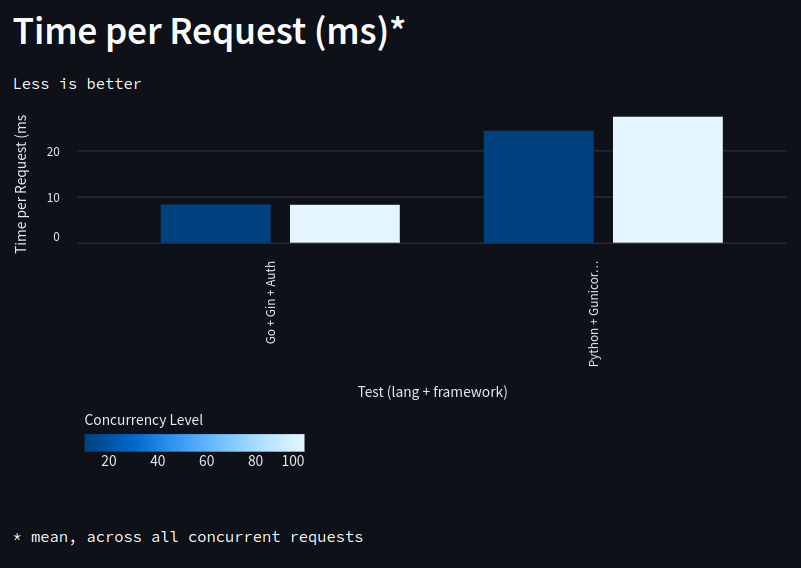 Time per Request (ms)*
Less is better
Time per Request (ms
20
10
0
Go + Gin + Auth
Python + Gunicor…
Test (lang + framework)
Concurrency Level
20 40 60 80 100
* mean, across all concurrent requests